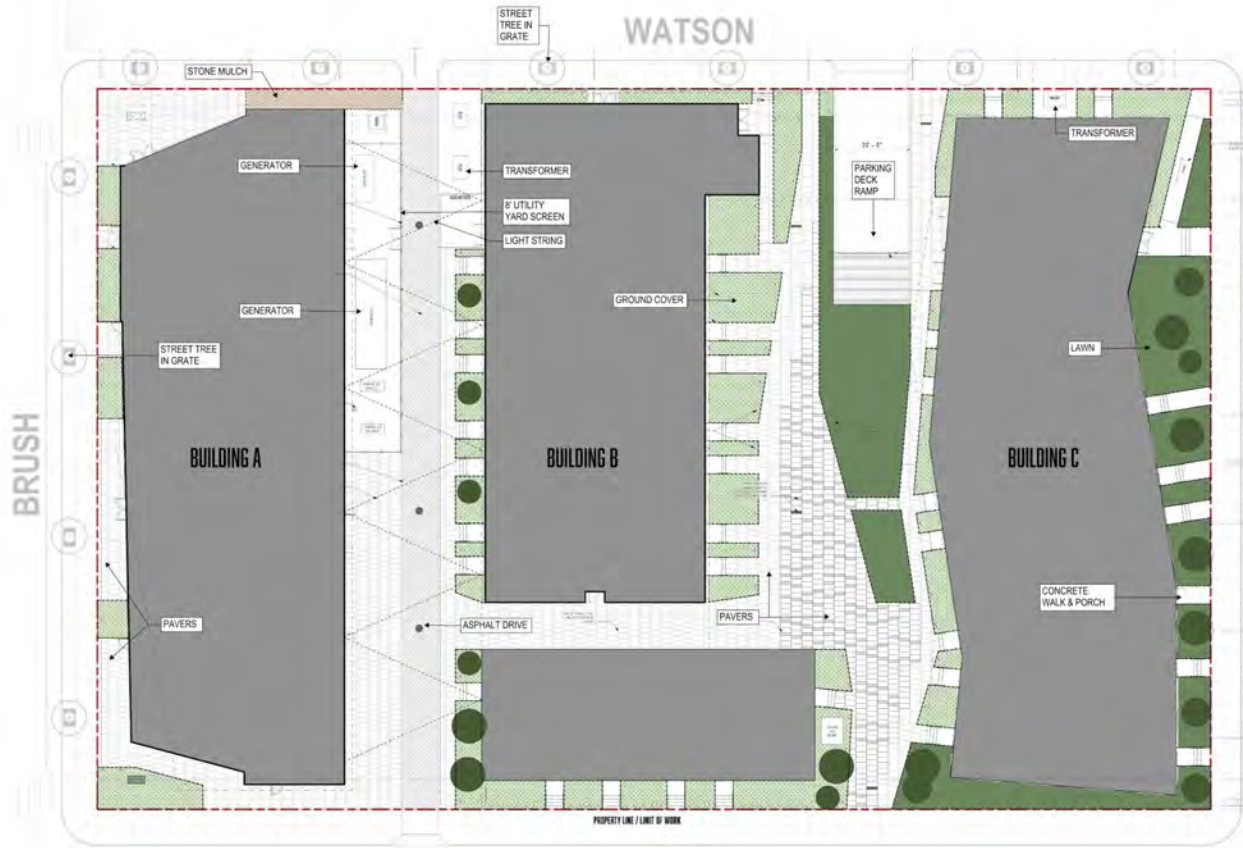 STREET
TREE IN
GRATE
WATSON
STONE MULCH
GENERATOR
TRANSFORMER
TRANSFORMER
PARKING
DECK
RAMP
8' UTILITY
YARD SCREEN
LIGHT STRING
GENERATOR
GROUND COVER
STREET TREE
IN GRATE
LAWN
BRUSH
BUILDING A
BUILDING B
BUILDING C
CONCRETE
WALK & PORCH
PAVERS
ASPHALT DRIVE
PAVERS
PROPERTY LINE / LIMIT OF WORK